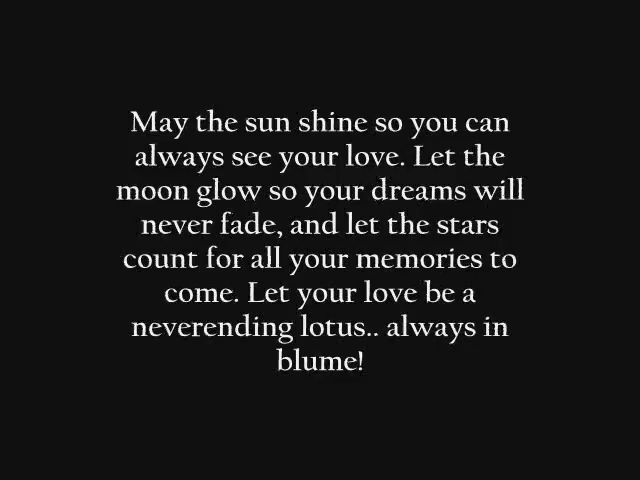 May the sun shine so you can
always see your love. Let the
moon glow so your dreams will
never fade, and let the stars
count for all your memories to
come. Let your love be a
neverending lotus.. always in
blume!